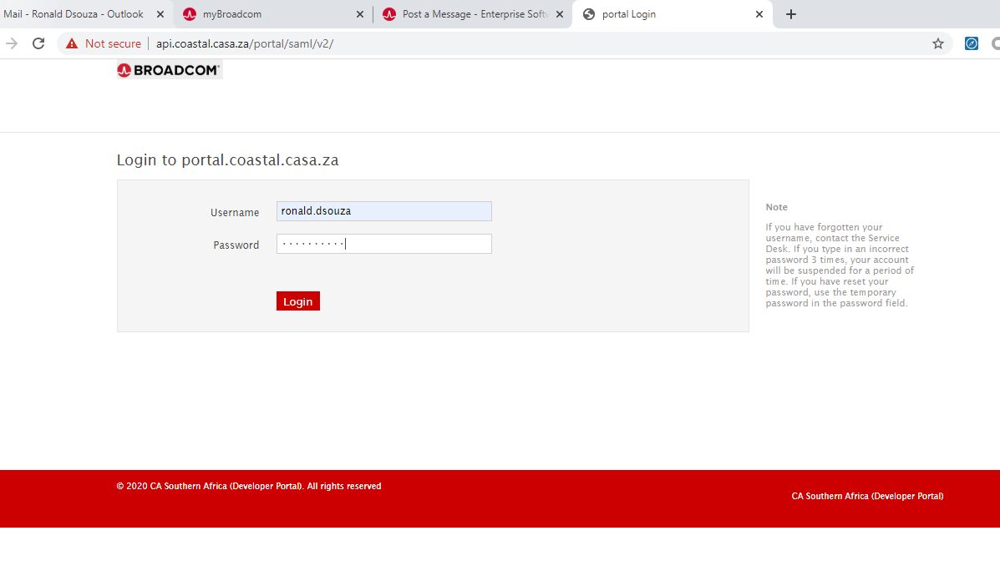 Mail - Ronald Dsouza - Outlook
myBroadcom
Post a Message - Enterprise Softw
portal Login
Not secure
api.coastal.casa.za/portal/saml/v2/
BROADCOM
Login to portal.coastal.casa.za
Username
ronald.dsouza
Password
··········
Login
Note
If you have forgotten your
username, contact the Service
Desk. If you type in an incorrect
password 3 times, your account
will be suspended for a period of
time. If you have reset your
password, use the temporary
password in the password field.
© 2020 CA Southern Africa (Developer Portal). All rights reserved
CA Southern Africa (Developer Portal)